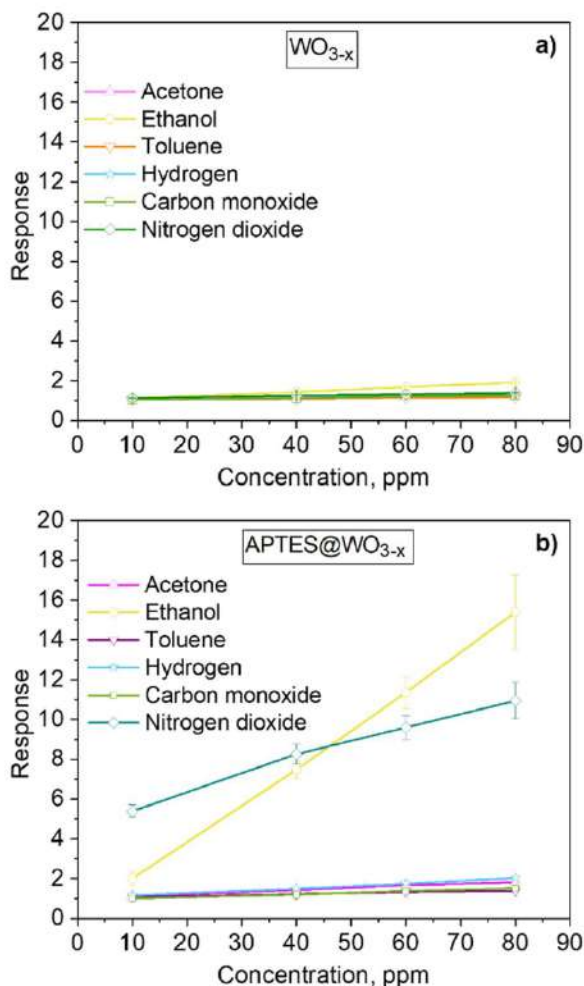 20
18
16
14
12
10
8
6
4
2
0
Response
WO3-x
a)
Acetone
Ethanol
Toluene
Hydrogen
Carbon monoxide
Nitrogen dioxide
0 10 20 30 40 50 60 70 80 90
Concentration, ppm
20
18
16
14
12
10
8
6
4
2
0
Response
APTES@WO3-x
b)
Acetone
Ethanol
Toluene
Hydrogen
Carbon monoxide
Nitrogen dioxide
0 10 20 30 40 50 60 70 80 90
Concentration, ppm